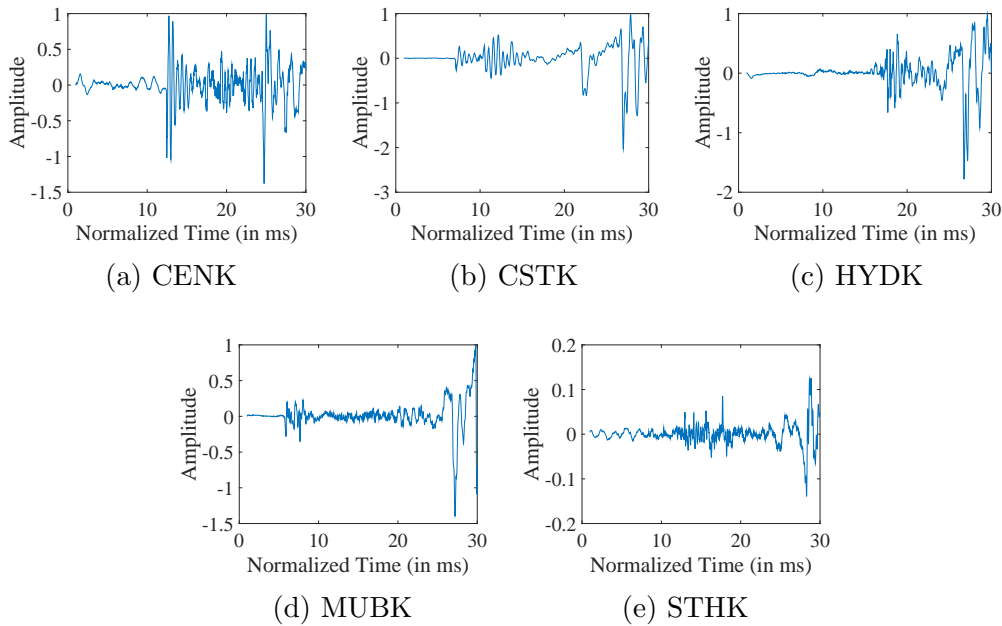 1
0.5
0
-0.5
-1
-1.5
Amplitude
0 10 20 30
Normalized Time (in ms)
(a) CENK
1
0
-1
-2
-3
Amplitude
0 10 20 30
Normalized Time (in ms)
(b) CSTK
1
0
-1
-2
Amplitude
0 10 20 30
Normalized Time (in ms)
(c) HYDK
1
0.5
0
-0.5
-1
-1.5
Amplitude
0 10 20 30
Normalized Time (in ms)
(d) MUBK
0.2
0.1
0
-0.1
-0.2
Amplitude
0 10 20 30
Normalized Time (in ms)
(e) STHK